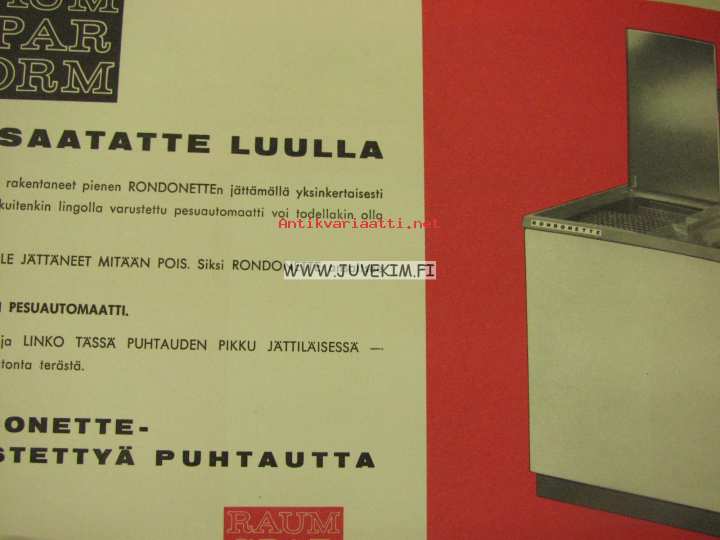 PAR
ORM
SAATATTE LUULLA
rakentaneet pienen RONDONETTEn jättämällä yksinkertaisesti
kuitenkin lingolla varustettu pesuautomaatti voi todellakin olla
Antikvariaatti.net
LE JÄTTÄNEET MITÄÄN POIS. Siksi
WWW.JUVEKIM.FI
PESUAUTOMAATTI.
ja LINKO TÄSSÄ PUHTAUDEN PIKKU JÄTTILÄISESSÄ —
tonta terästä.
ONETTE-
STETTYÄ PUHTAUTTA
RAUM
RONDONETTE